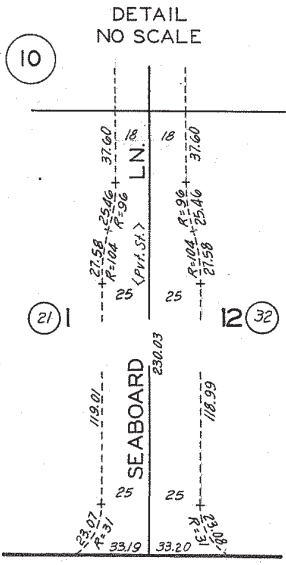 DETAIL
NO SCALE
10
18 18
37.60 LN. 37.60
25.46 R=96 R=96 25.46
27.58 R=104 R=104 27.58
<Pvt. St.>
25 25
21 1 12 32
230.03
119.01 118.99
SEABOARD
25 25
23.07 R=31 R=31 23.08
33.19 33.20